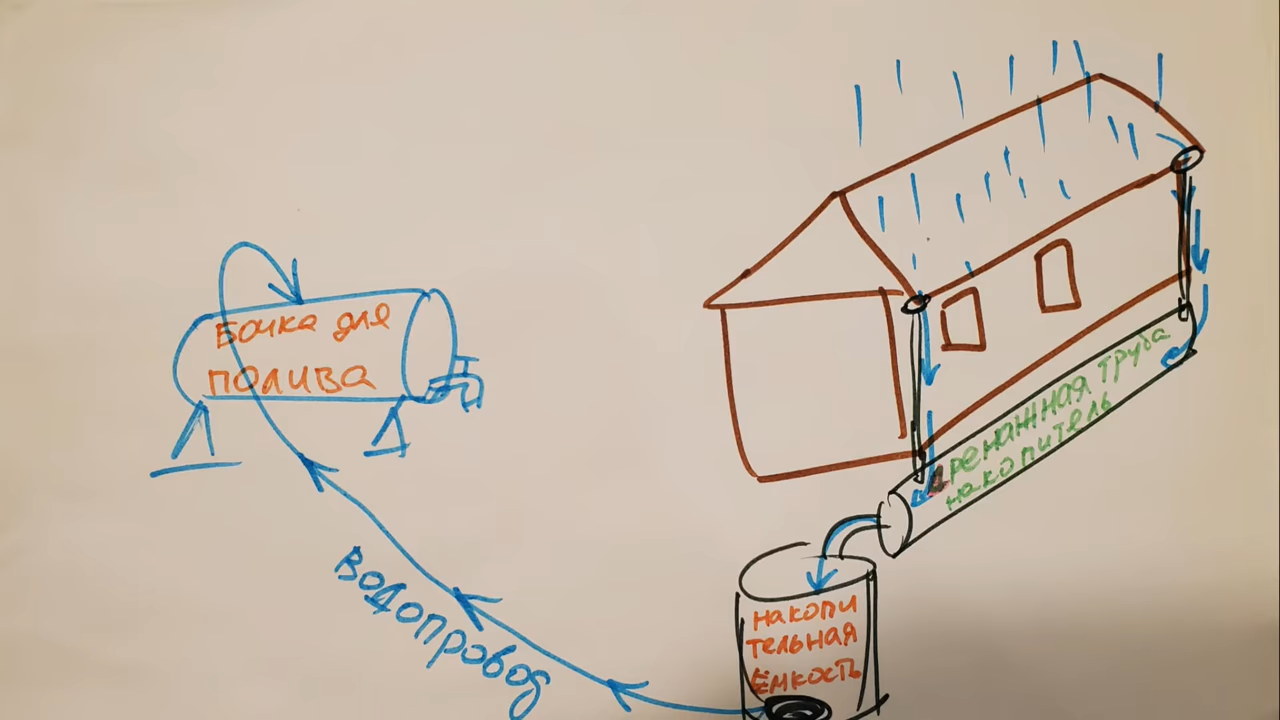 Бочка для
полива
Дренажная труба
накопитель
Водопровод
накопи
тельная
Ёмкость